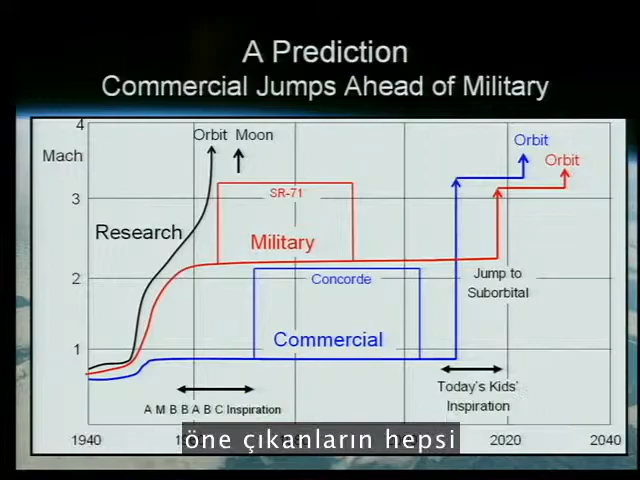 A Prediction
Commercial Jumps Ahead of Military
4
Orbit Moon
Orbit
Mach
Orbit
3
SR-71
Research
Military
2
Concorde
Jump to
Suborbital
Commercial
1
Today's Kids'
Inspiration
A M B B A B C Inspiration
öne çıkanların hepsi
1940
2020
2040